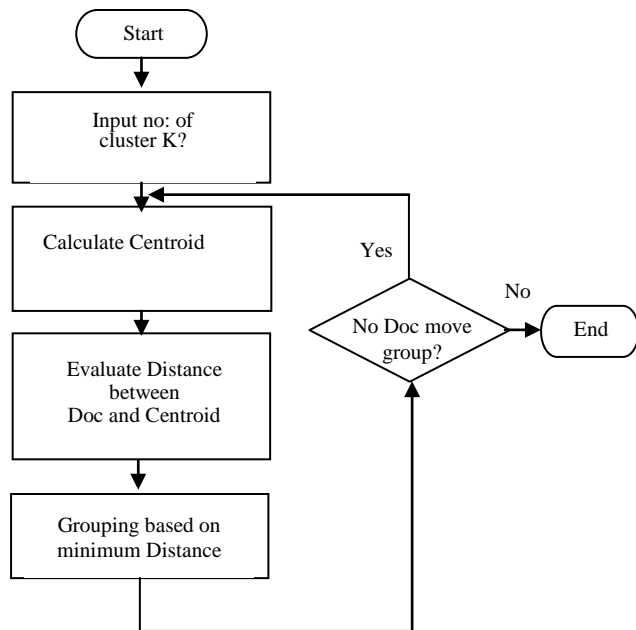 Start
Input no: of
cluster K?
Calculate Centroid
Evaluate Distance
between
Doc and Centroid
Grouping based on
minimum Distance
No Doc move
group?
Yes
No
End